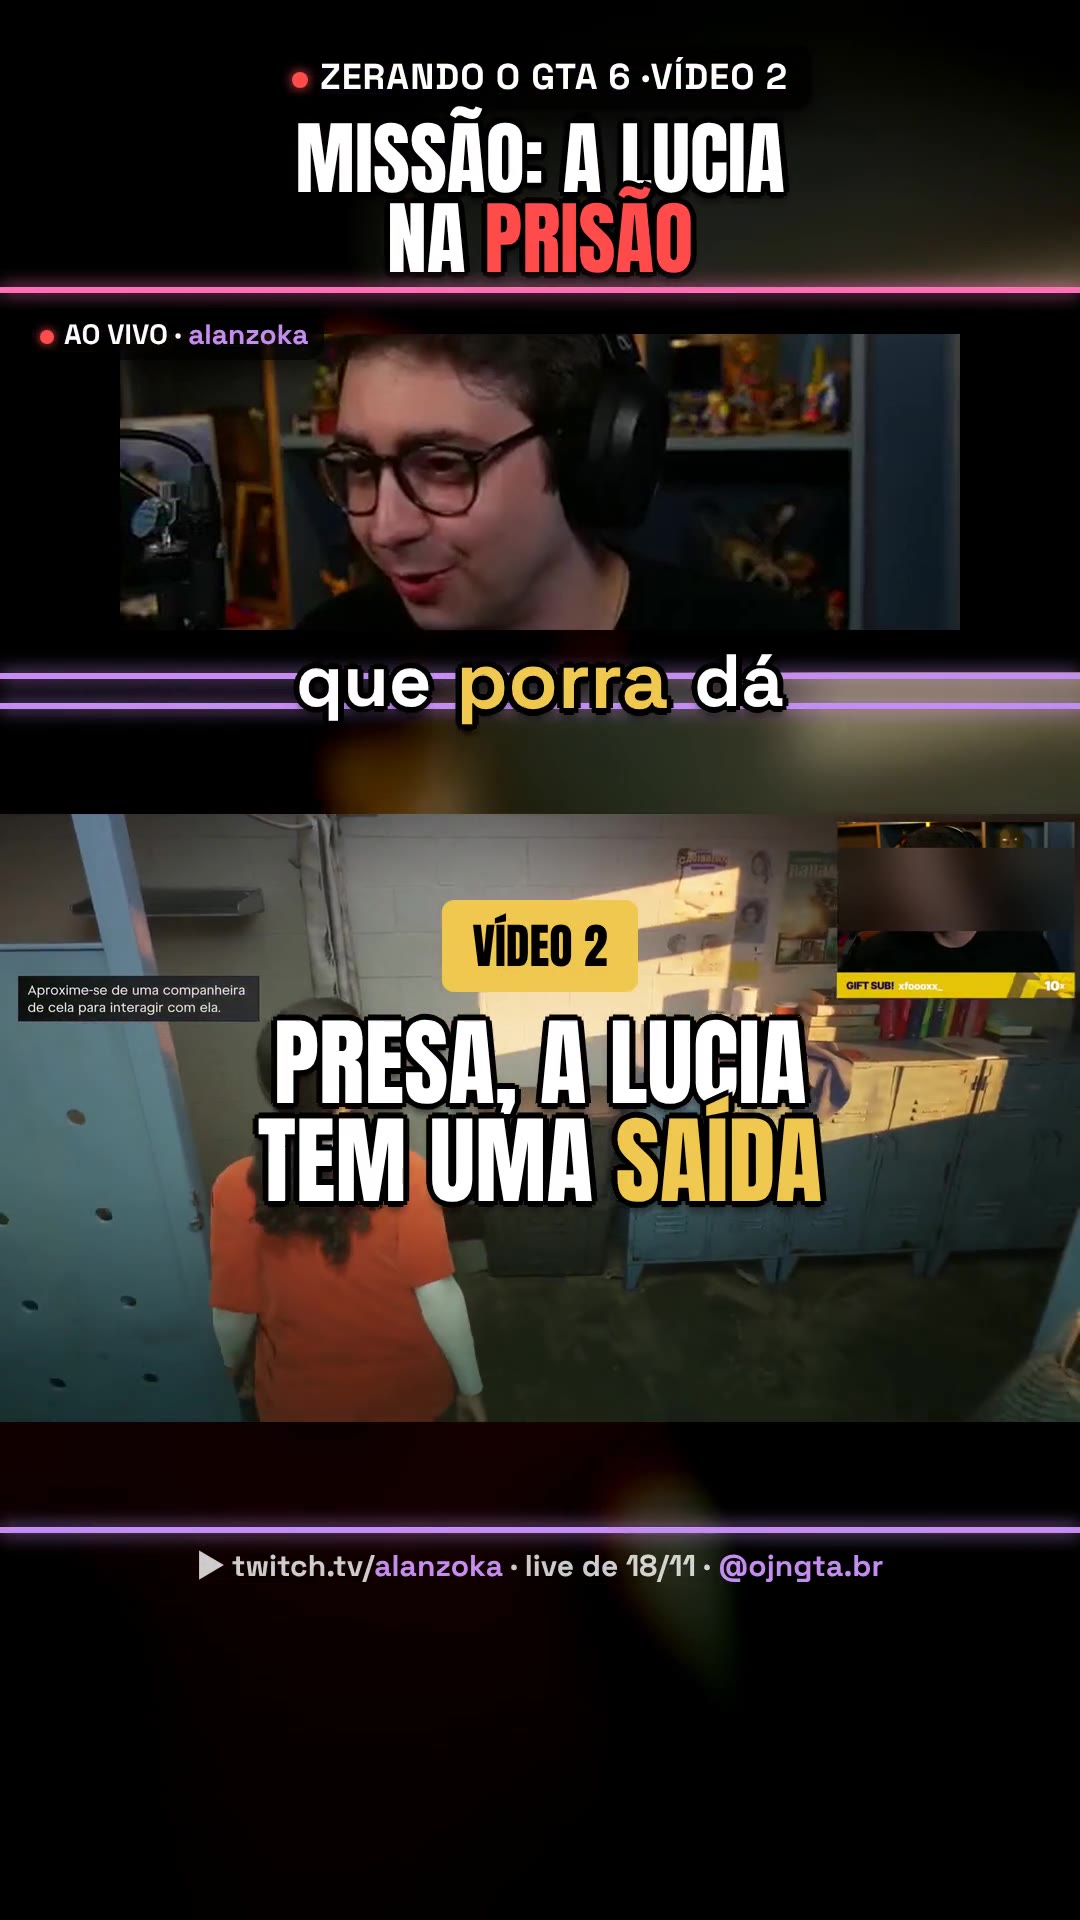 ZERANDO O GTA 6 ·VÍDEO 2
MISSÃO: A LUCIA
NA PRISÃO
AO VIVO · alanzoka
que porra dá
VÍDEO 2
Aproxime-se de uma companheira
de cela para interagir com ela.
GIFT SUB! xfoooxx_ 10x
PRESA, A LUCIA
TEM UMA SAÍDA
▶ twitch.tv/alanzoka · live de 18/11 · @ojngta.br